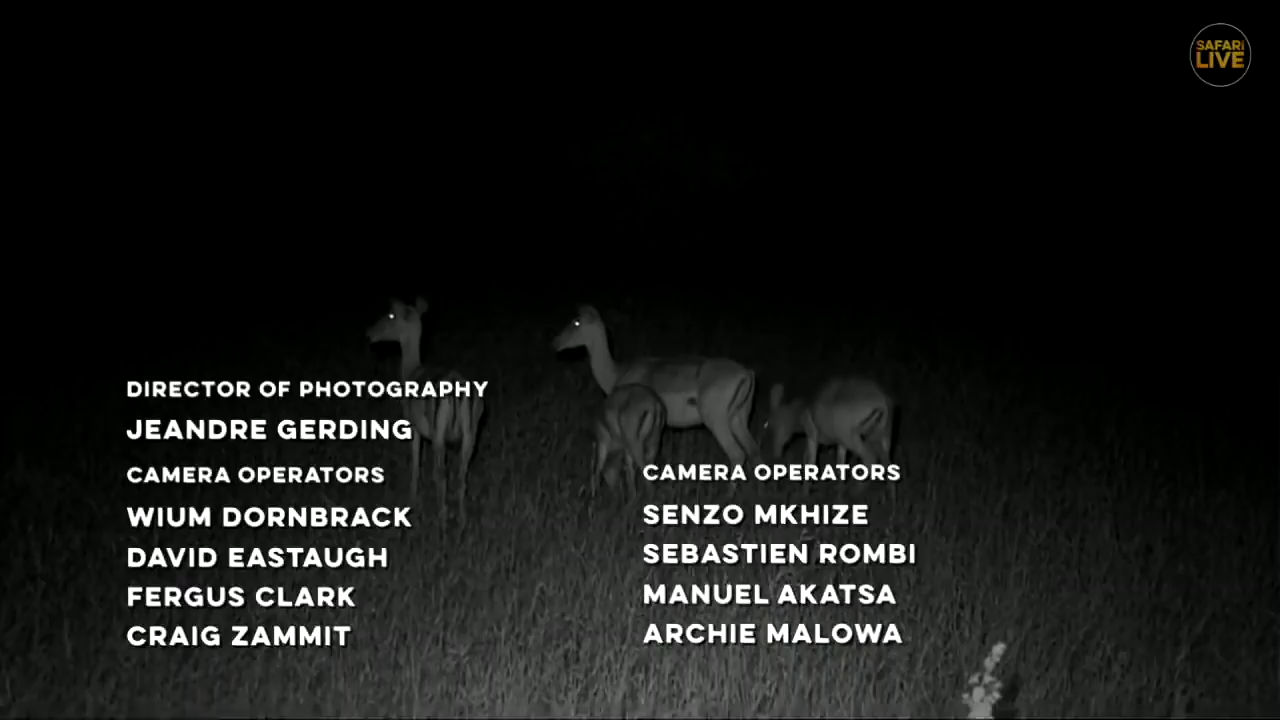 SAFARI
LIVE
DIRECTOR OF PHOTOGRAPHY
JEANDRE GERDING
CAMERA OPERATORS
WIUM DORNBRACK
DAVID EASTAUGH
FERGUS CLARK
CRAIG ZAMMIT
CAMERA OPERATORS
SENZO MKHIZE
SEBASTIEN ROMBI
MANUEL AKATSA
ARCHIE MALOWA